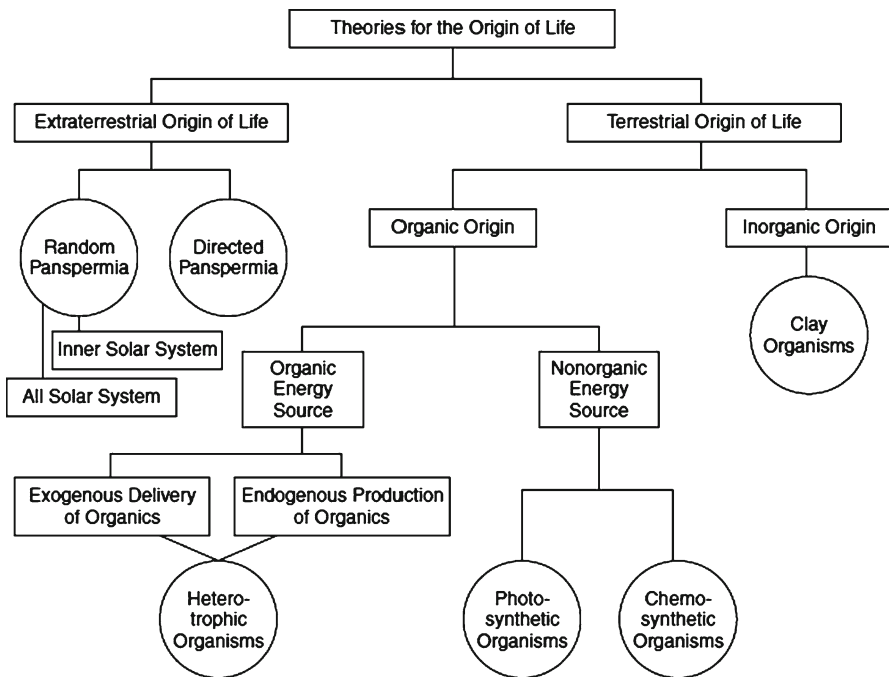 Theories for the Origin of Life
Extraterrestrial Origin of Life
Terrestrial Origin of Life
Random
Panspermia
Directed
Panspermia
Organic Origin
Inorganic Origin
Inner Solar System
All Solar System
Clay
Organisms
Organic
Energy
Source
Nonorganic
Energy
Source
Exogenous Delivery
of Organics
Endogenous Production
of Organics
Hetero-
trophic
Organisms
Photo-
synthetic
Organisms
Chemo-
synthetic
Organisms